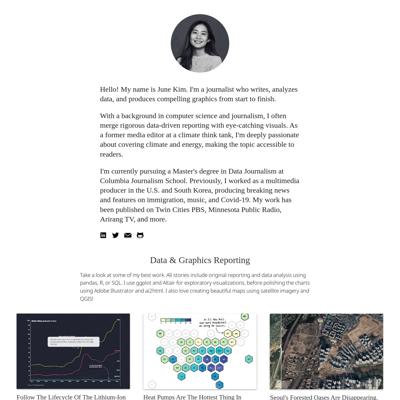 Hello! My name is June Kim. I'm a journalist who writes, analyzes
data, and produces compelling graphics from start to finish.
With a background in computer science and journalism, I often
merge rigorous data-driven reporting with eye-catching visuals. As
a former media editor at a climate think tank, I'm deeply passionate
about covering climate and energy, making the topic accessible to
readers.
I'm currently pursuing a Master's degree in Data Journalism at
Columbia Journalism School. Previously, I worked as a multimedia
producer in the U.S. and South Korea, producing breaking news
and features on immigration, music, and Covid-19. My work has
been published on Twin Cities PBS, Minnesota Public Radio,
Arirang TV, and more.
Data & Graphics Reporting
Take a look at some of my best work. All stories include original reporting and data analysis using
pandas, R, or SQL. I use ggplot and Altair for exploratory visualizations, before polishing the charts
using Adobe Illustrator and ai2html. I also love creating beautiful maps using satellite imagery and
QGIS!
Follow The Lifecycle Of The Lithium-Ion
Heat Pumps Are The Hottest Thing In
Seoul's Forested Oases Are Disappearing.